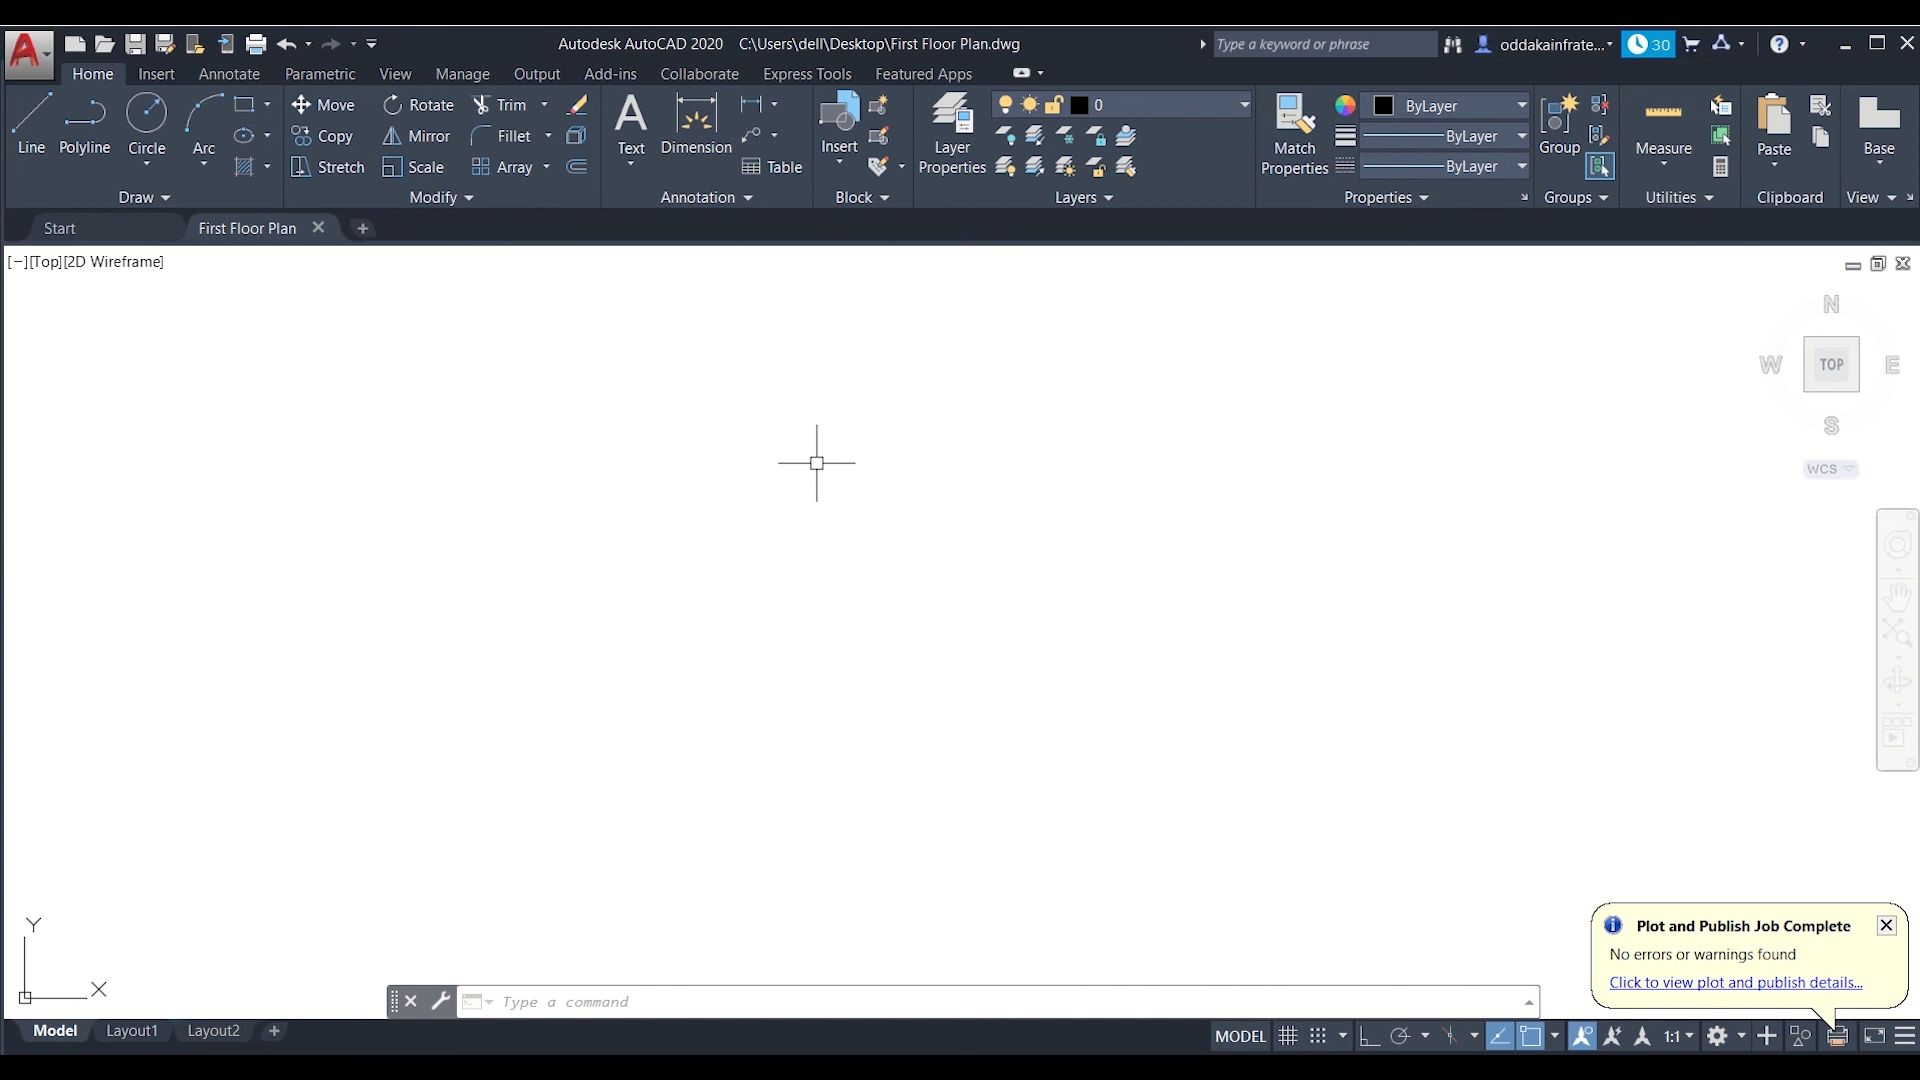 Autodesk AutoCAD 2020 C:\Users\dell\Desktop\First Floor Plan.dwg
Type a keyword or phrase
oddakainfrate...
30
Home Insert Annotate Parametric View Manage Output Add-ins Collaborate Express Tools Featured Apps
Line Polyline Circle Arc
Move Rotate Trim
Copy Mirror Fillet
Stretch Scale Array
Text Dimension Table
Insert
Layer Properties
0
Match Properties
ByLayer
ByLayer
ByLayer
Group Measure Paste Base
Draw Modify Annotation Block Layers Properties Groups Utilities Clipboard View
Start First Floor Plan
[−][Top][2D Wireframe]
N
W TOP E
S
WCS
Y
X
Plot and Publish Job Complete
No errors or warnings found
Click to view plot and publish details...
Type a command
Model Layout1 Layout2
MODEL 1:1